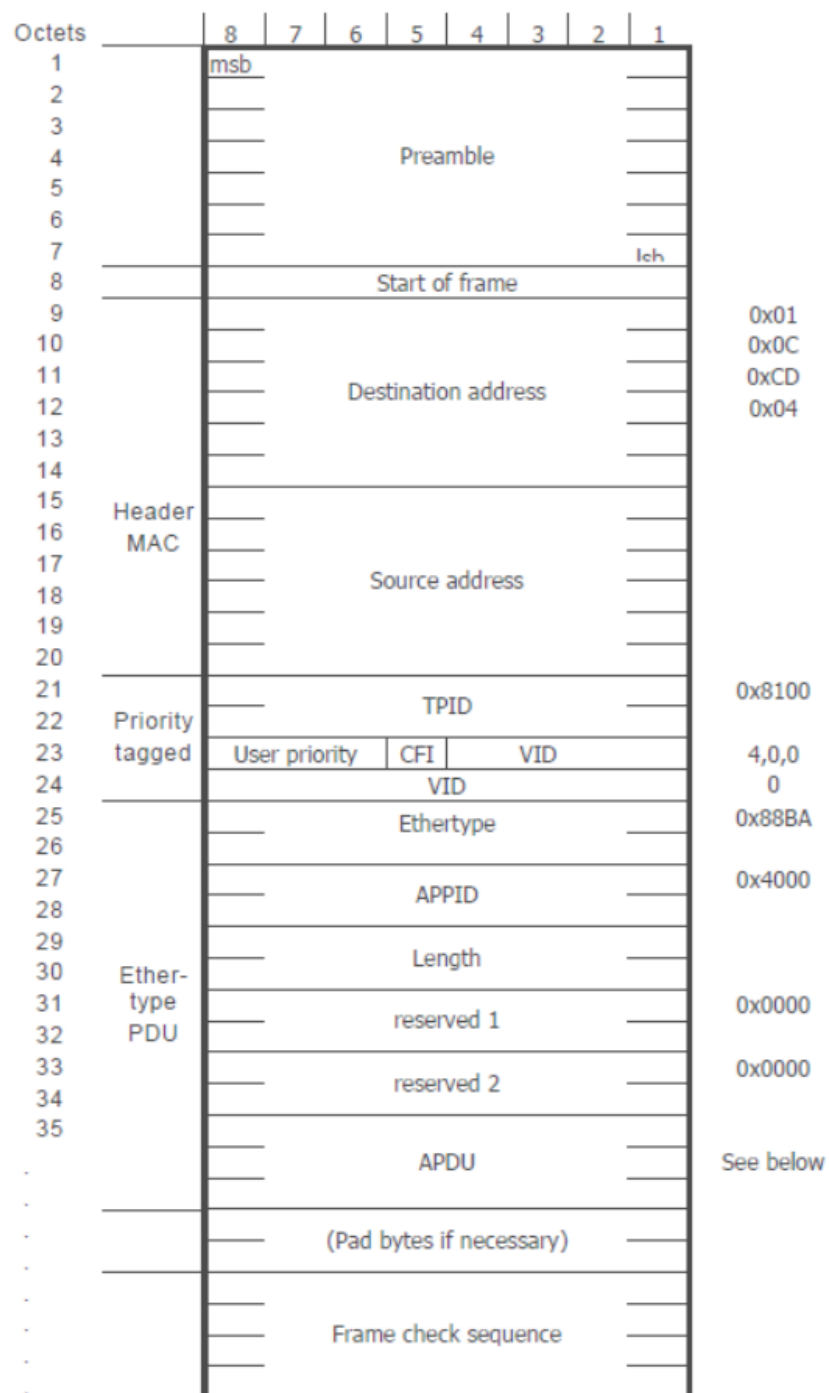 Octets 8 7 6 5 4 3 2 1
1 msb
2
3
4 Preamble
5
6
7
8 Start of frame
9 0x01
10 0x0C
11 Destination address 0xCD
12 0x04
13
14
15 Header
16 MAC
17
18 Source address
19
20
21 TPID 0x8100
22 Priority
23 tagged User priority CFI VID 4,0,0
24 VID 0
25 Ethertype 0x88BA
26
27 APPID 0x4000
28
29 Length
30 Ether-
31 type reserved 1 0x0000
32 PDU
33 reserved 2 0x0000
34
35
APDU See below
(Pad bytes if necessary)
Frame check sequence